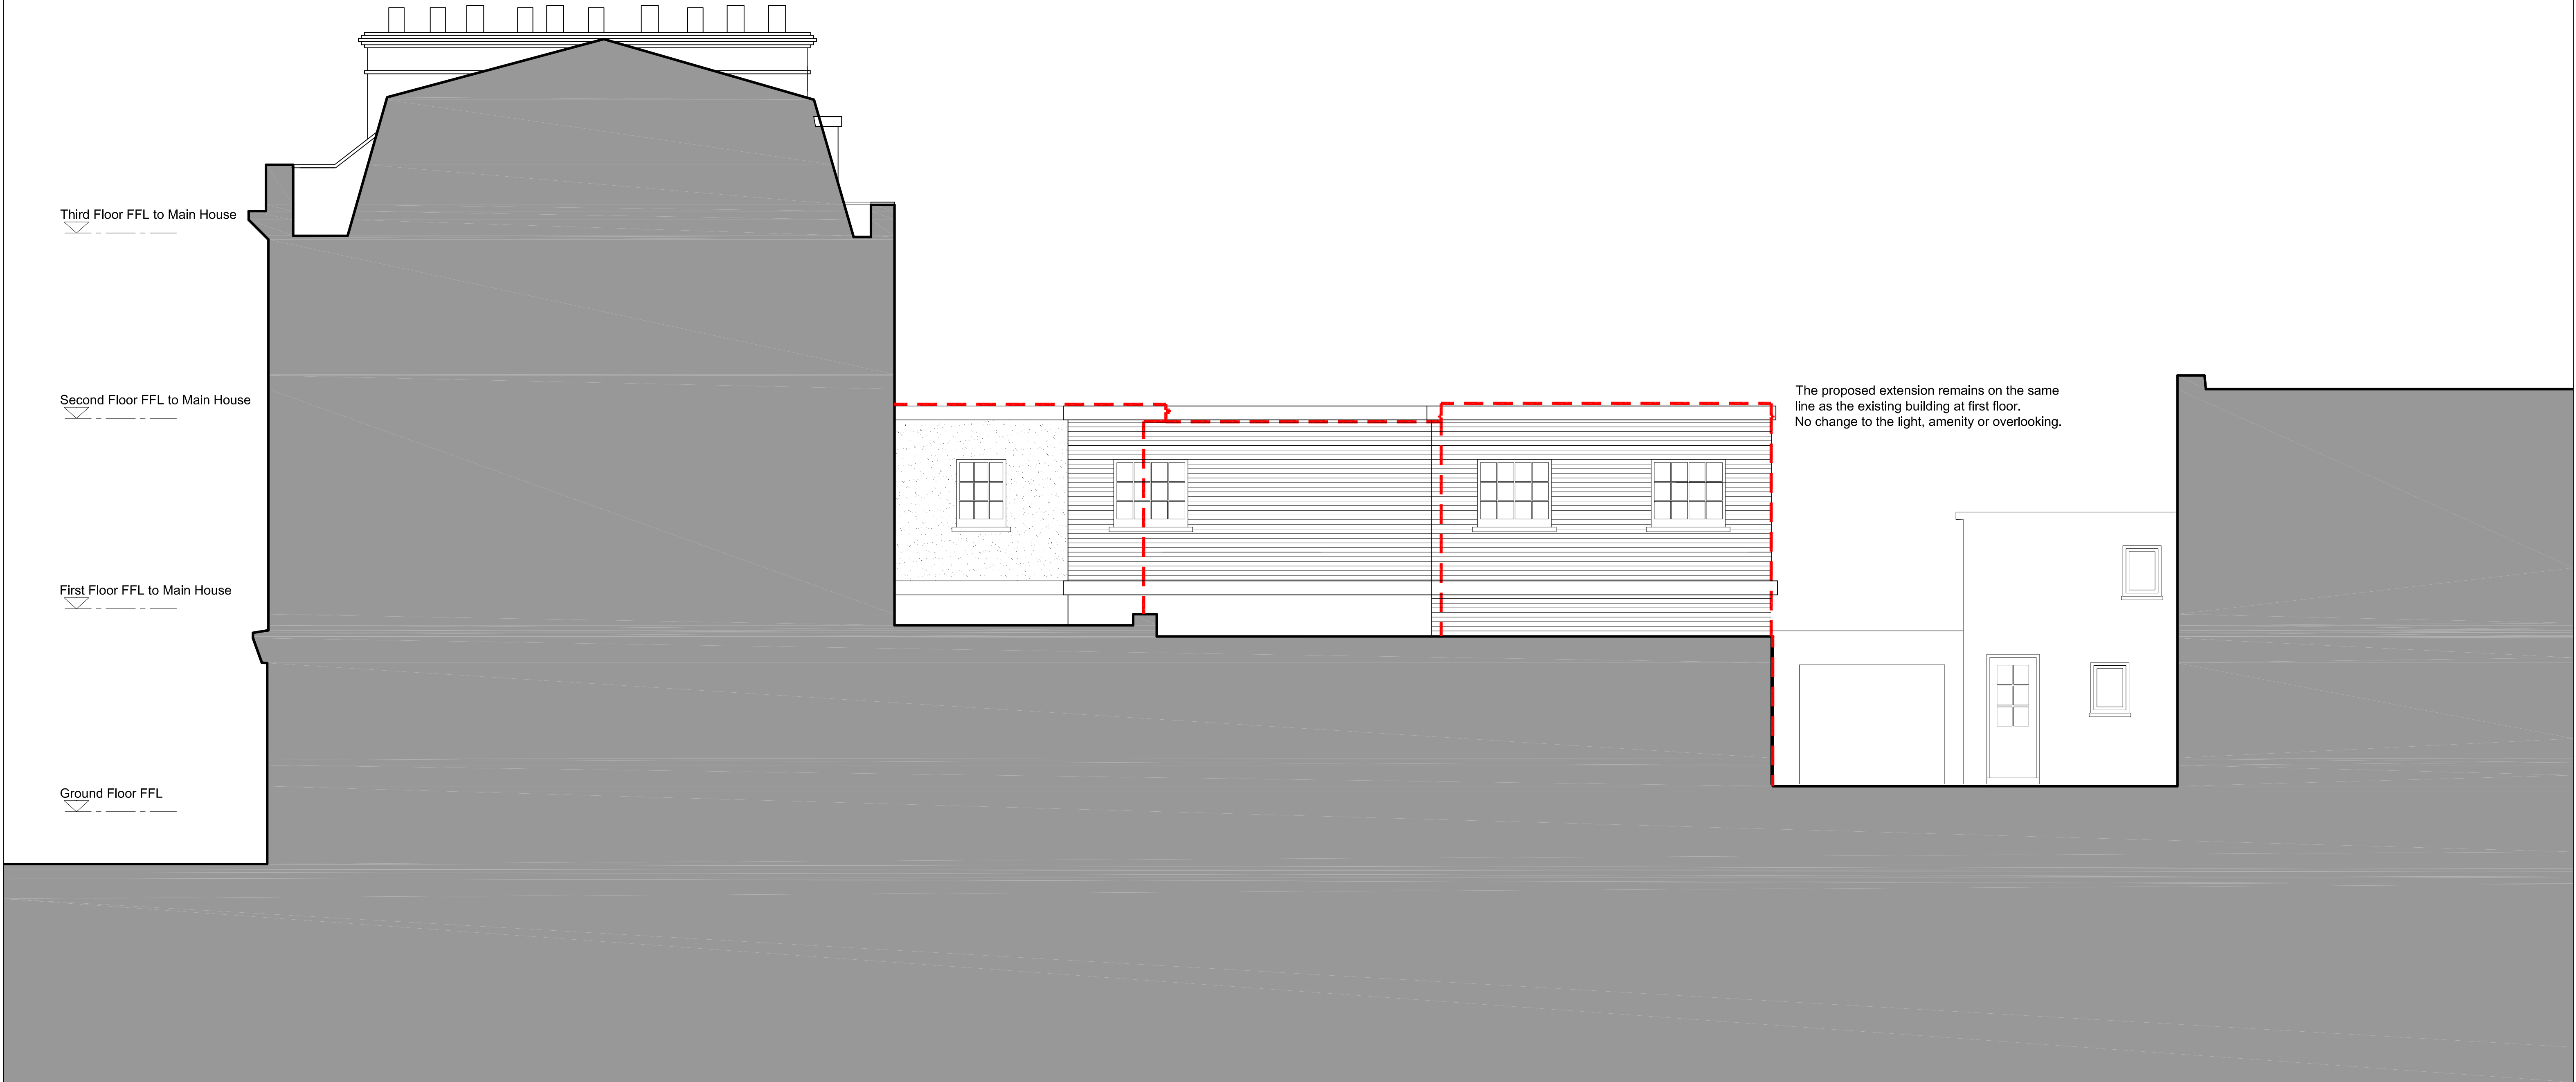 Third Floor FFL to Main House
Second Floor FFL to Main House
The proposed extension remains on the same
line as the existing building at first floor.
No change to the light, amenity or overlooking.
First Floor FFL to Main House
Ground Floor FFL